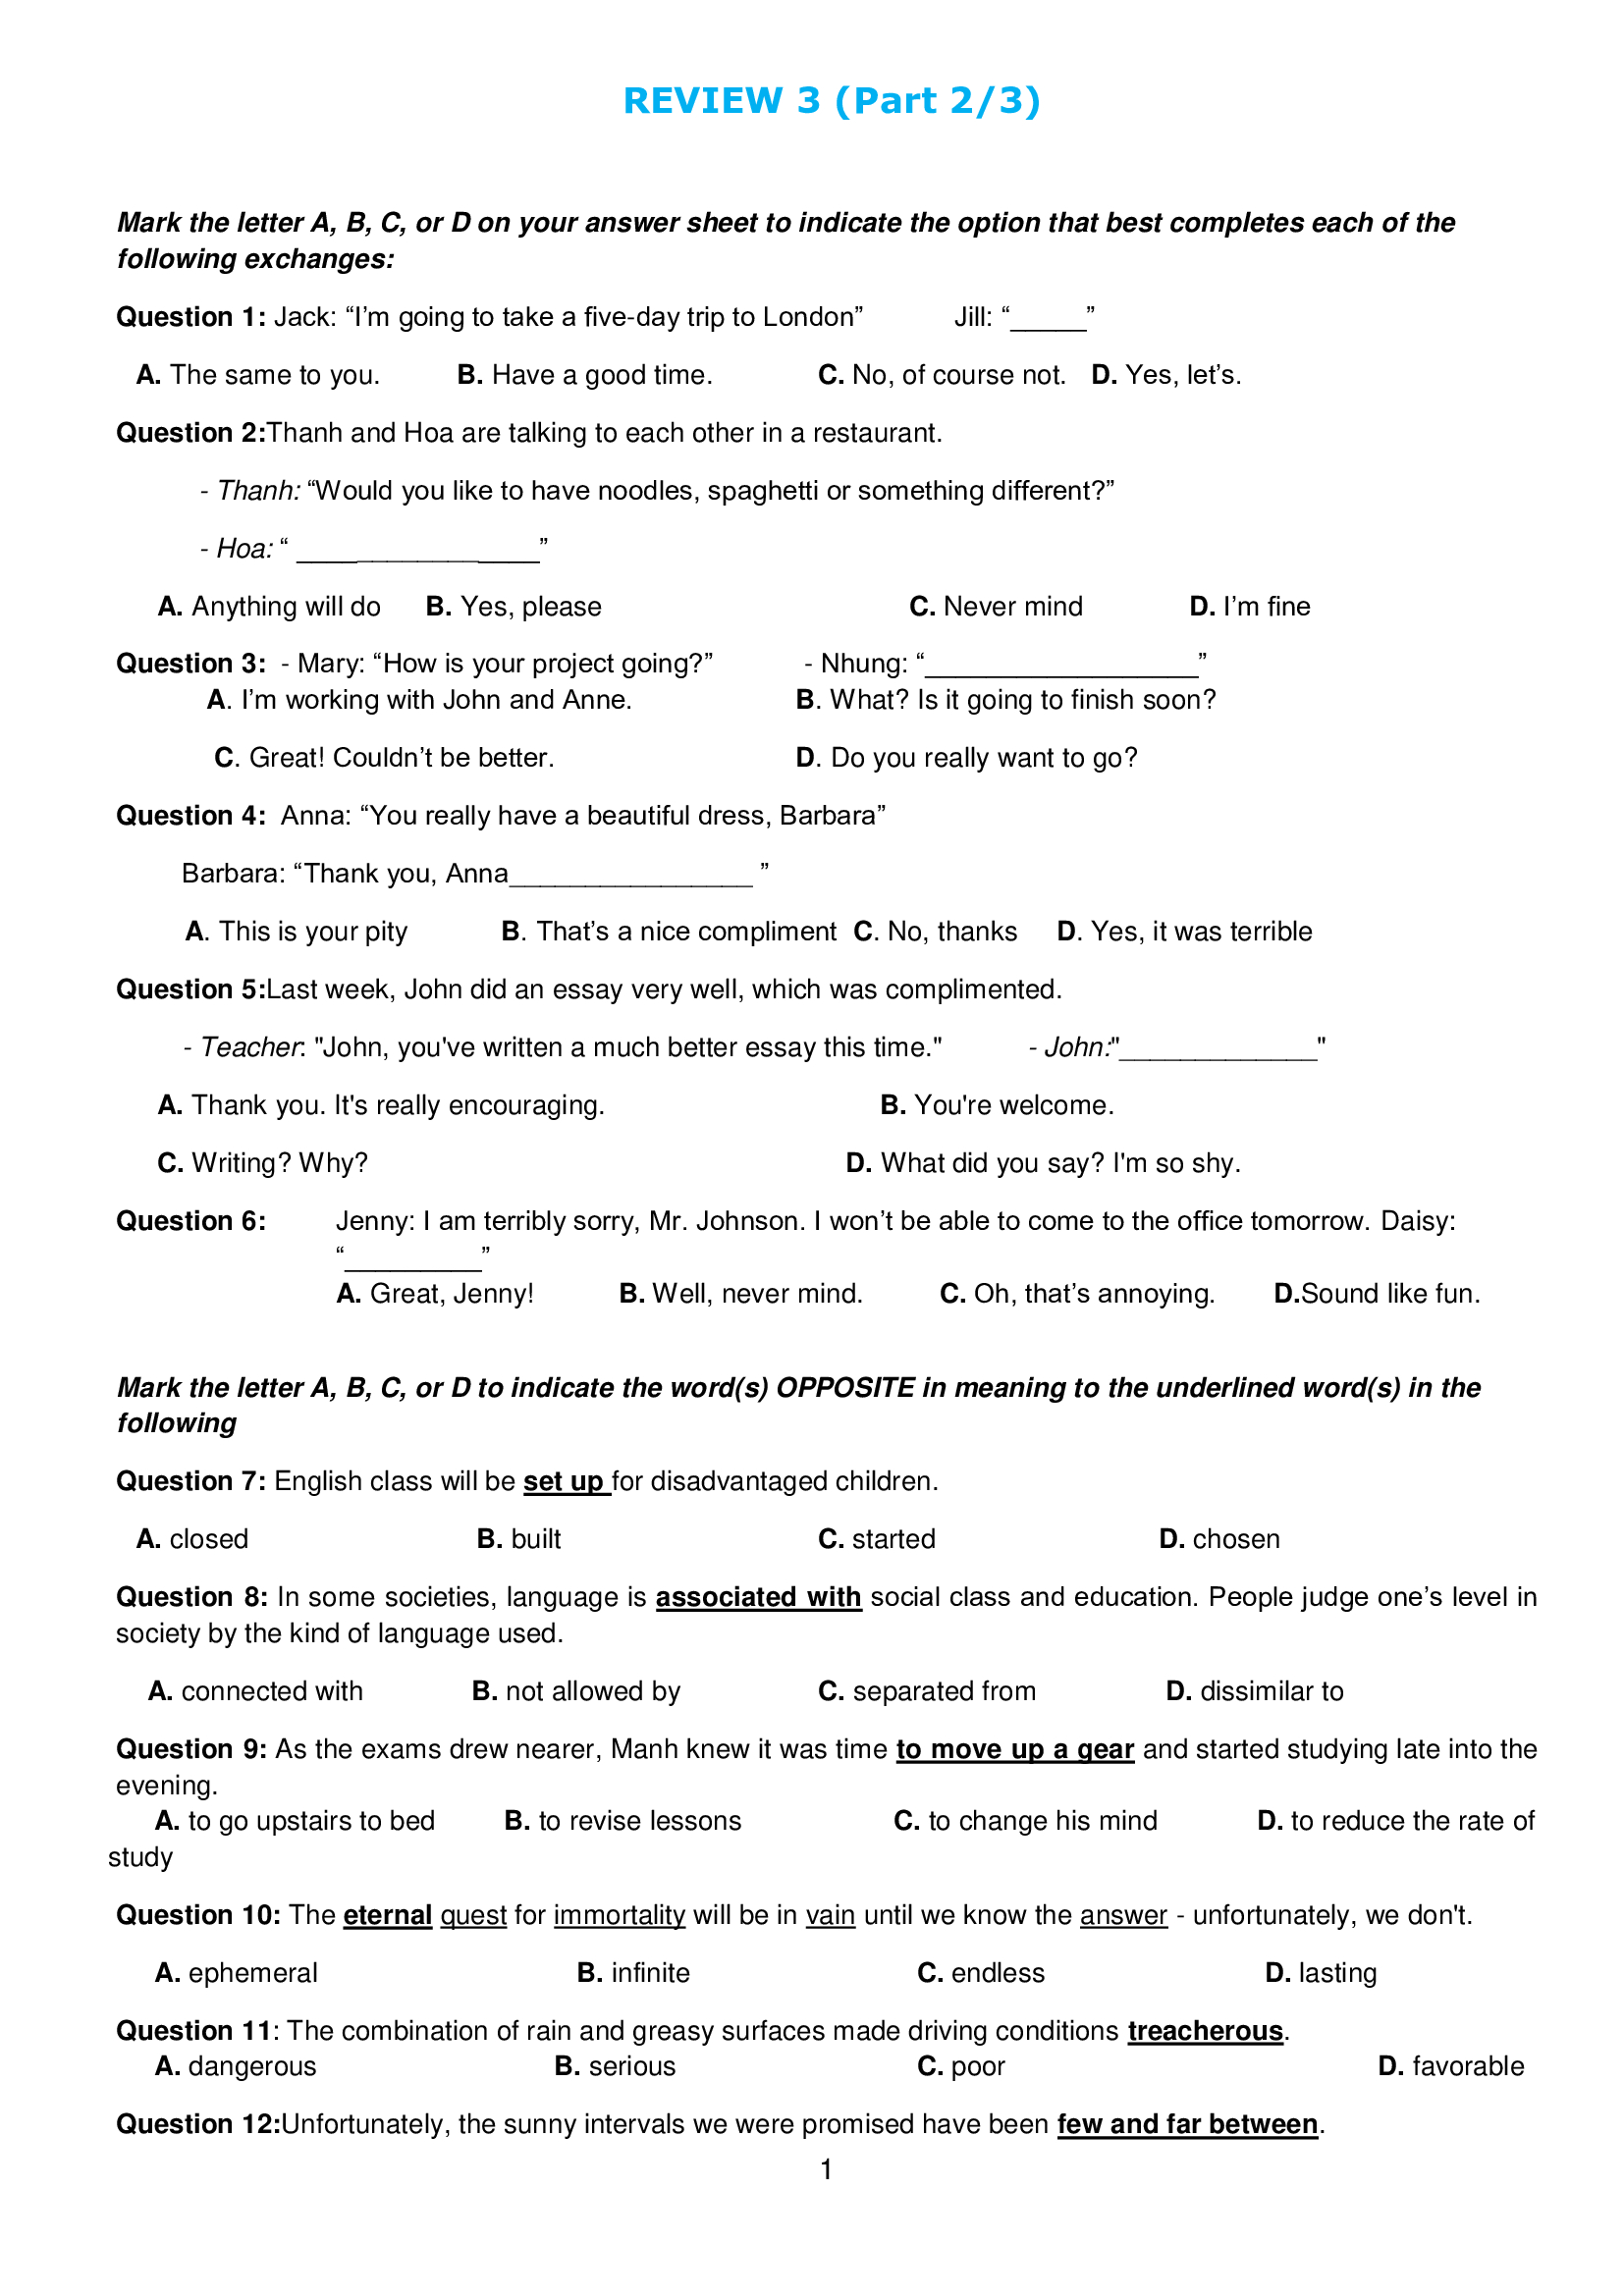 REVIEW 3 (Part 2/3)
Mark the letter A, B, C, or D on your answer sheet to indicate the option that best completes each of the
following exchanges:
Question 1: Jack: “I’m going to take a five-day trip to London” Jill: “_____”
A. The same to you. B. Have a good time. C. No, of course not. D. Yes, let’s.
Question 2:Thanh and Hoa are talking to each other in a restaurant.
- Thanh: “Would you like to have noodles, spaghetti or something different?”
- Hoa: “ ________________”
A. Anything will do B. Yes, please C. Never mind D. I’m fine
Question 3: - Mary: “How is your project going?” - Nhung: “__________________”
A. I’m working with John and Anne. B. What? Is it going to finish soon?
C. Great! Couldn’t be better. D. Do you really want to go?
Question 4: Anna: “You really have a beautiful dress, Barbara”
Barbara: “Thank you, Anna________________ ”
A. This is your pity B. That’s a nice compliment C. No, thanks D. Yes, it was terrible
Question 5:Last week, John did an essay very well, which was complimented.
- Teacher: "John, you've written a much better essay this time." - John:"_____________"
A. Thank you. It's really encouraging. B. You're welcome.
C. Writing? Why? D. What did you say? I'm so shy.
Question 6: Jenny: I am terribly sorry, Mr. Johnson. I won’t be able to come to the office tomorrow. Daisy:
“_________”
A. Great, Jenny! B. Well, never mind. C. Oh, that’s annoying. D.Sound like fun.
Mark the letter A, B, C, or D to indicate the word(s) OPPOSITE in meaning to the underlined word(s) in the
following
Question 7: English class will be set up for disadvantaged children.
A. closed B. built C. started D. chosen
Question 8: In some societies, language is associated with social class and education. People judge one’s level in
society by the kind of language used.
A. connected with B. not allowed by C. separated from D. dissimilar to
Question 9: As the exams drew nearer, Manh knew it was time to move up a gear and started studying late into the
evening.
A. to go upstairs to bed B. to revise lessons C. to change his mind D. to reduce the rate of
study
Question 10: The eternal quest for immortality will be in vain until we know the answer - unfortunately, we don't.
A. ephemeral B. infinite C. endless D. lasting
Question 11: The combination of rain and greasy surfaces made driving conditions treacherous.
A. dangerous B. serious C. poor D. favorable
Question 12:Unfortunately, the sunny intervals we were promised have been few and far between.
1